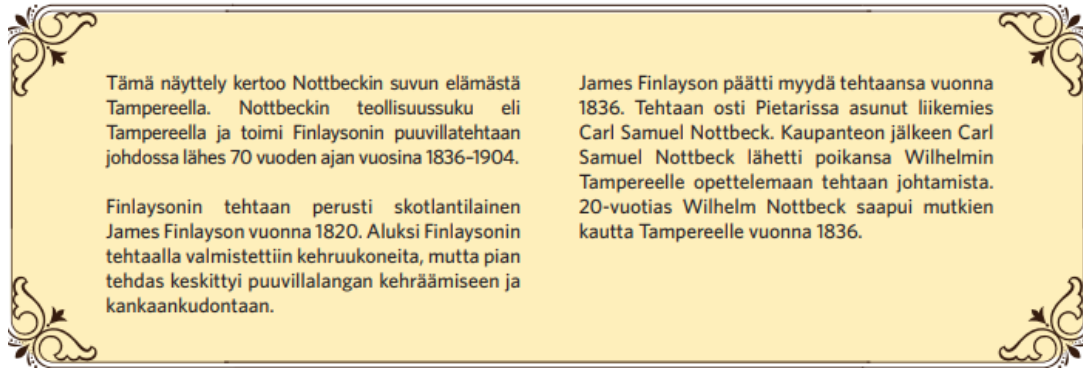 Tämä näyttely kertoo Nottbeckin suvun elämästä
Tampereella. Nottbeckin teollisuussuku eli
Tampereella ja toimi Finlaysonin puuvillatehtaan
johdossa lähes 70 vuoden ajan vuosina 1836–1904.
Finlaysonin tehtaan perusti skotlantilainen
James Finlayson vuonna 1820. Aluksi Finlaysonin
tehtaalla valmistettiin kehruukoneita, mutta pian
tehdas keskittyi puuvillalangan kehräämiseen ja
kankaankudontaan.
James Finlayson päätti myydä tehtaansa vuonna
1836. Tehtaan osti Pietarissa asunut liikemies
Carl Samuel Nottbeck. Kaupanteon jälkeen Carl
Samuel Nottbeck lähetti poikansa Wilhelmin
Tampereelle opettelemaan tehtaan johtamista.
20-vuotias Wilhelm Nottbeck saapui mutkien
kautta Tampereelle vuonna 1836.